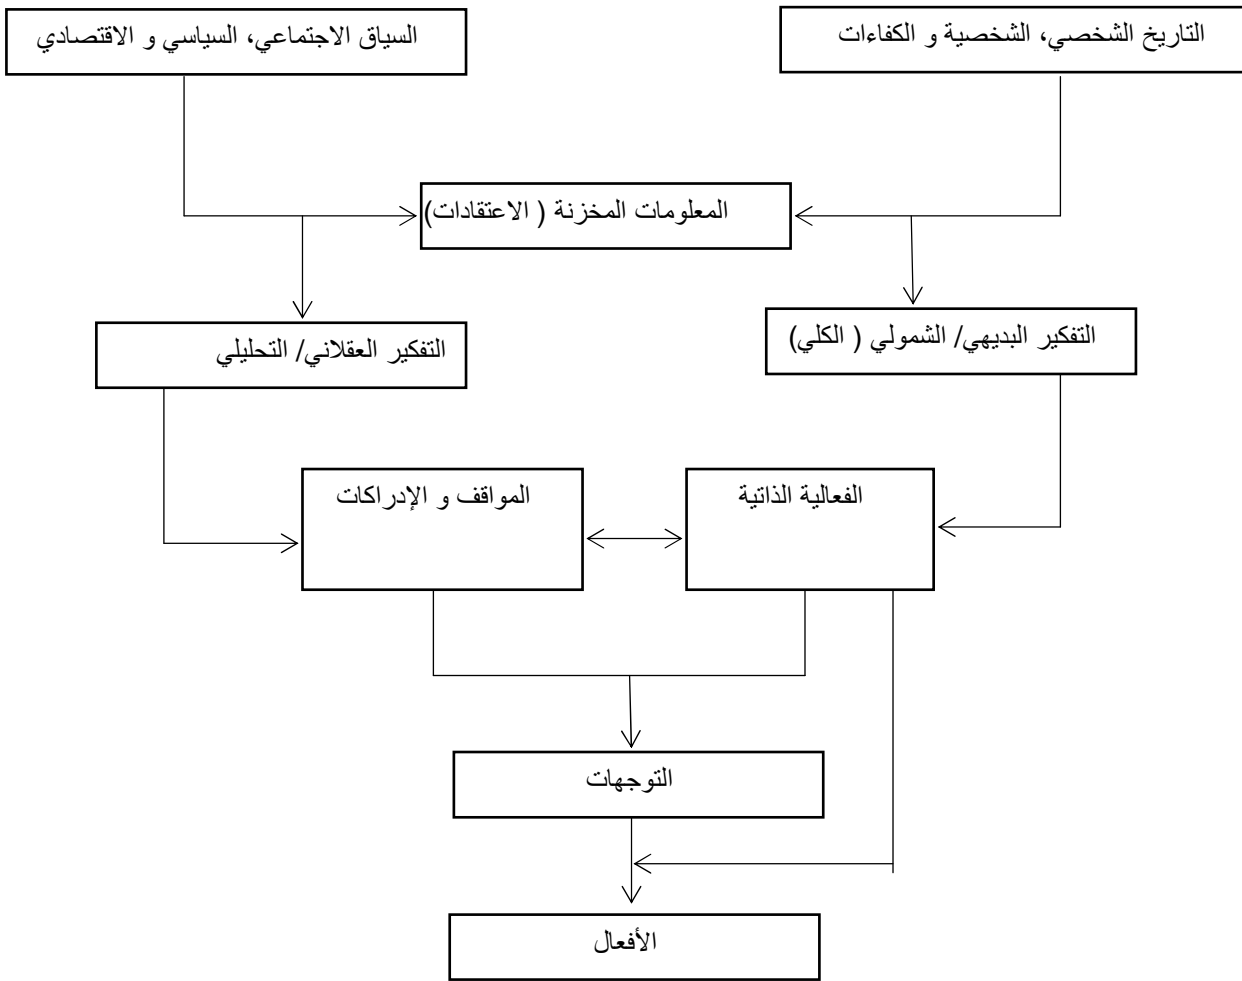 التاريخ الشخصي، الشخصية و الكفاءات
السياق الاجتماعي، السياسي و الاقتصادي
المعلومات المخزنة ( الاعتقادات)
التفكير البديهي/ الشمولي ( الكلي)
التفكير العقلاني/ التحليلي
الفعالية الذاتية
المواقف و الإدراكات
التوجهات
الأفعال